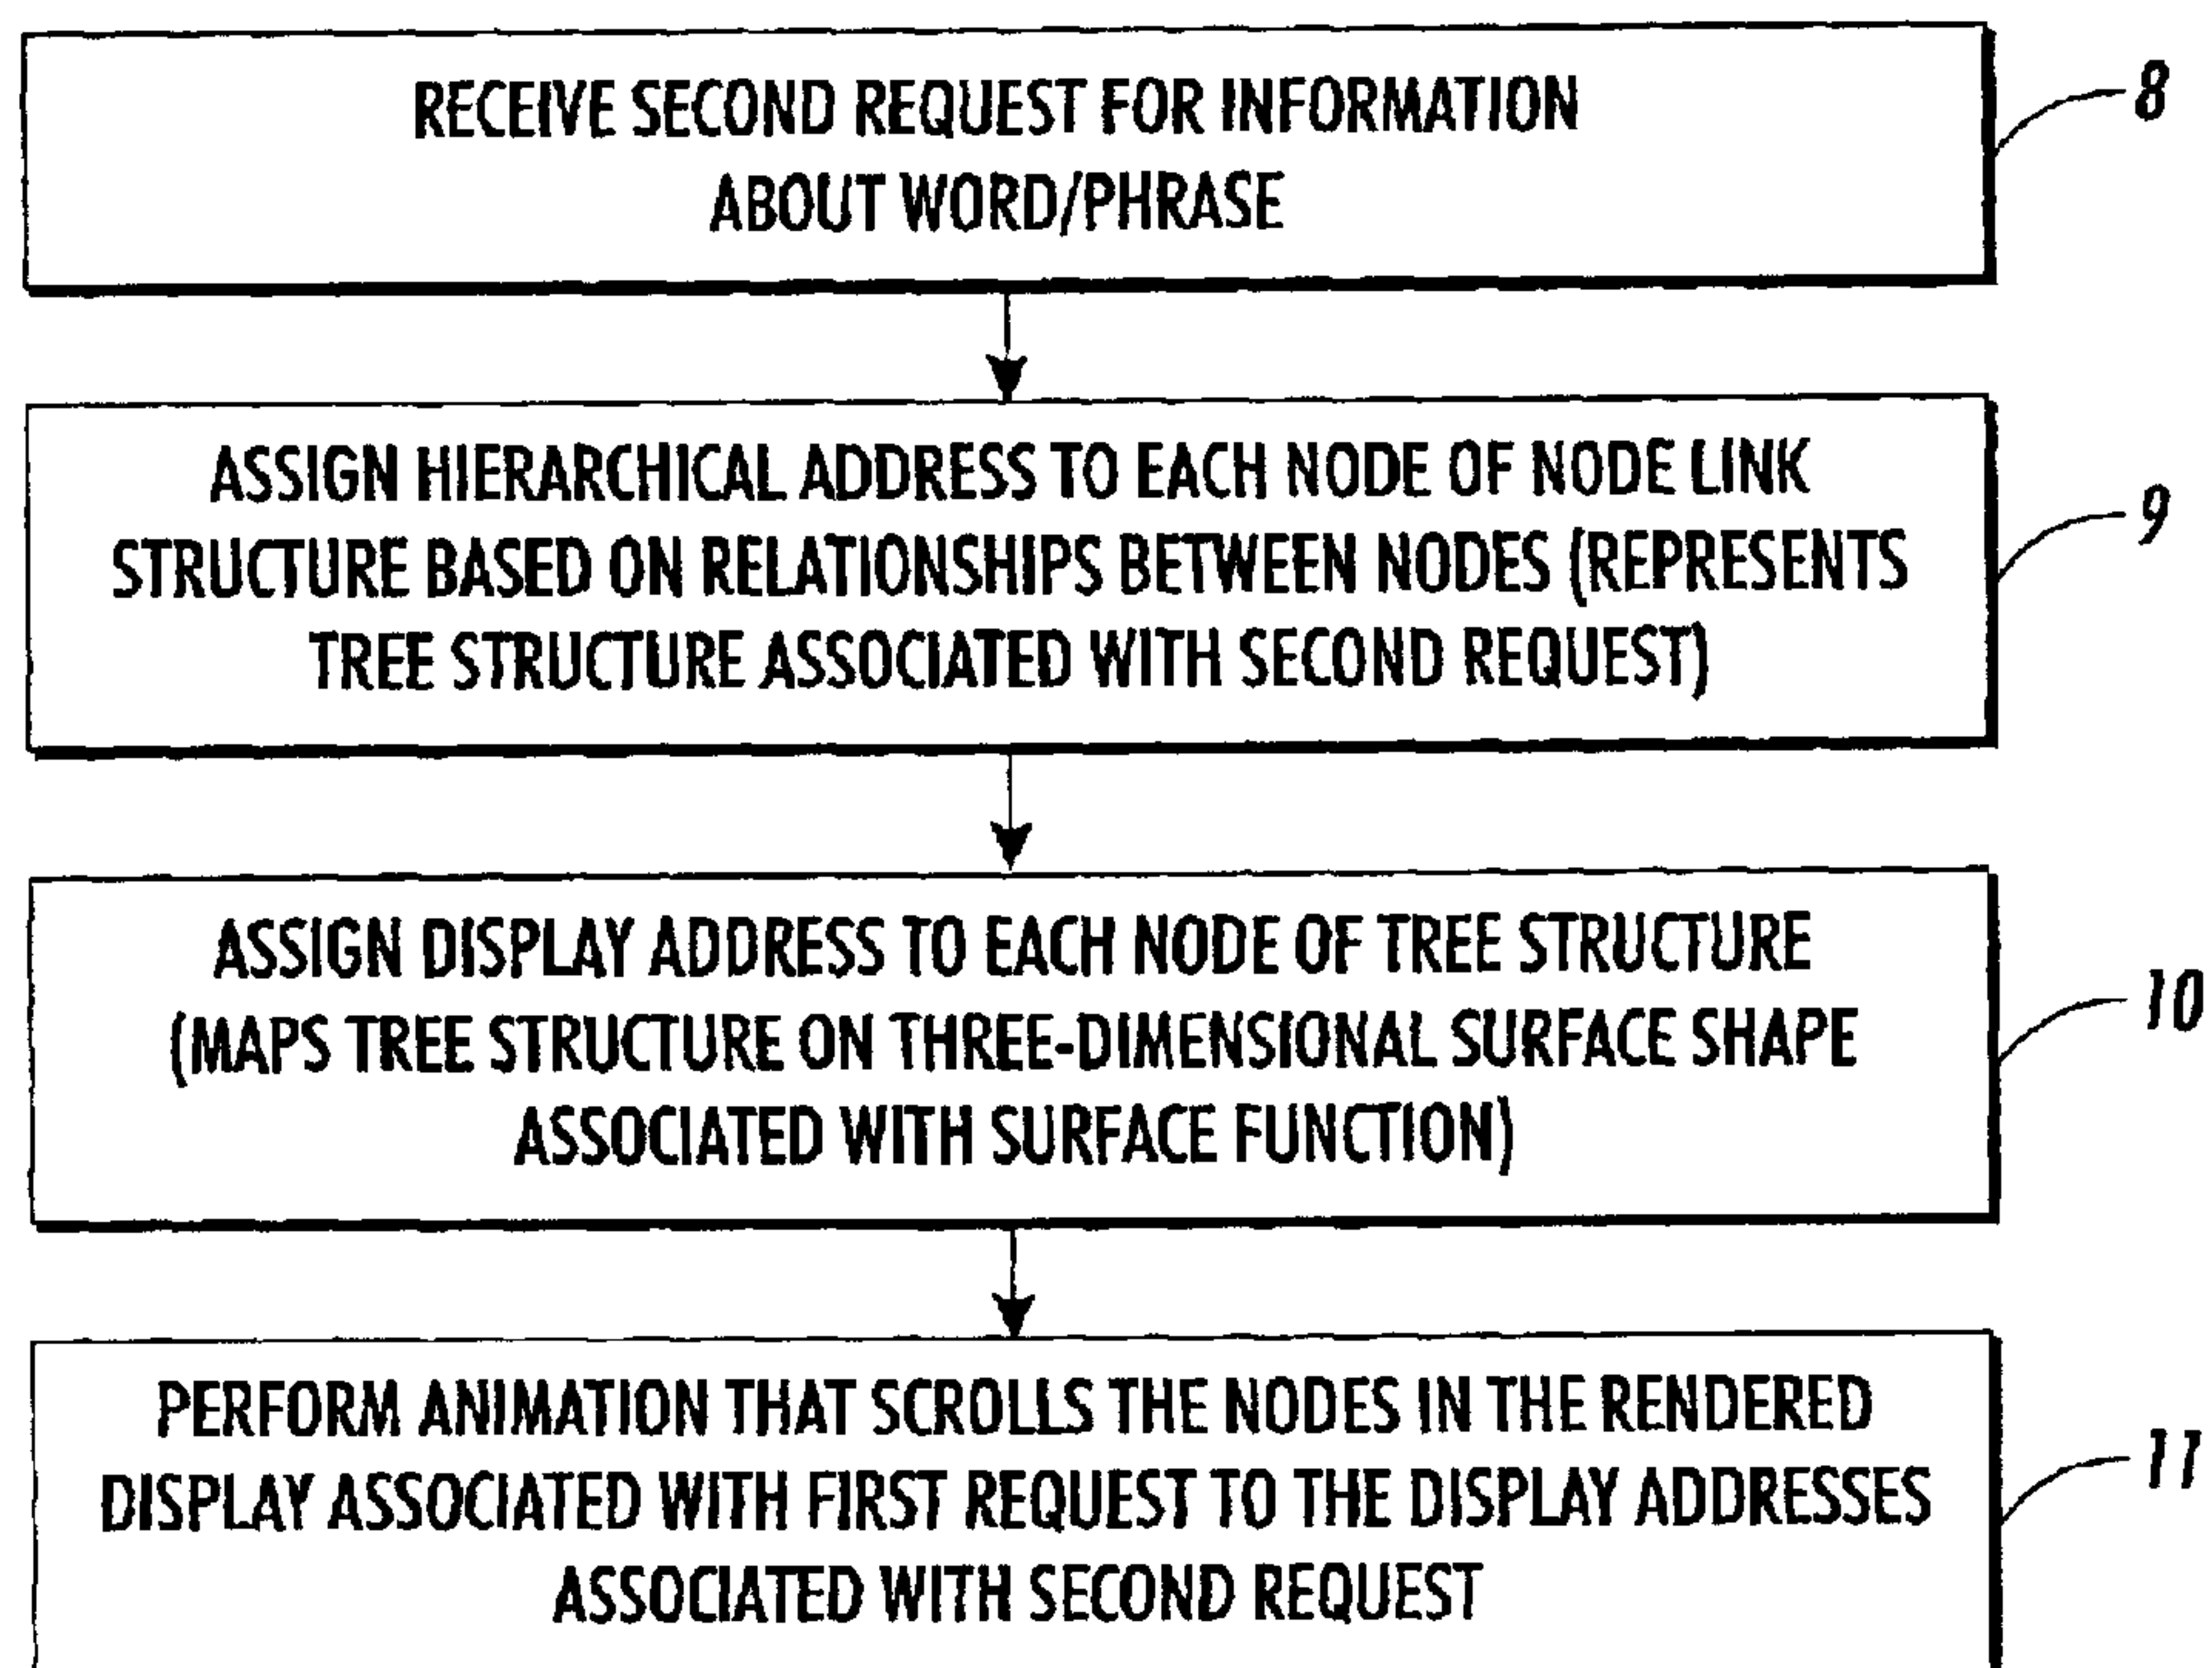 RECEIVE SECOND REQUEST FOR INFORMATION
ABOUT WORD/PHRASE
8
ASSIGN HIERARCHICAL ADDRESS TO EACH NODE OF NODE LINK
STRUCTURE BASED ON RELATIONSHIPS BETWEEN NODES (REPRESENTS
TREE STRUCTURE ASSOCIATED WITH SECOND REQUEST)
9
ASSIGN DISPLAY ADDRESS TO EACH NODE OF TREE STRUCTURE
(MAPS TREE STRUCTURE ON THREE-DIMENSIONAL SURFACE SHAPE
ASSOCIATED WITH SURFACE FUNCTION)
10
PERFORM ANIMATION THAT SCROLLS THE NODES IN THE RENDERED
DISPLAY ASSOCIATED WITH FIRST REQUEST TO THE DISPLAY ADDRESSES
ASSOCIATED WITH SECOND REQUEST
11